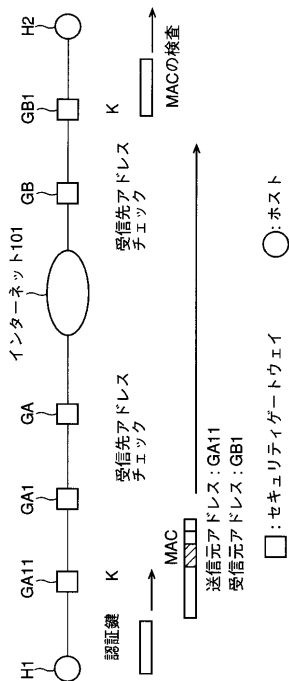 インターネット101
H1
GA11
GA1
GA
GB
GB1
H2
認証鍵
K
受信先アドレス
チェック
受信先アドレス
チェック
K
MACの検査
MAC
送信元アドレス：GA11
受信元アドレス：GB1
：セキュリティゲートウェイ
：ホスト